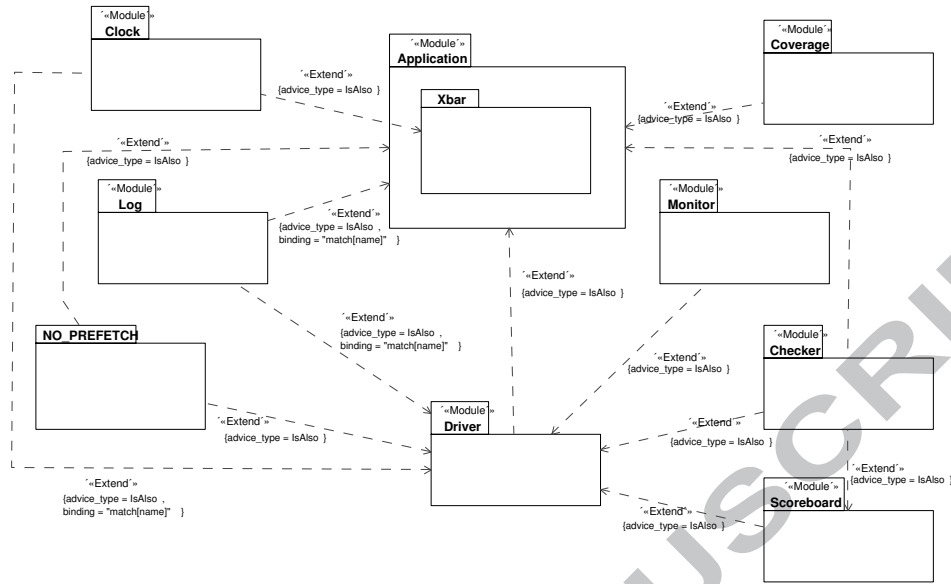 ´«Module´»
Clock
´«Module´»
Application
´«Module´»
Coverage
´«Extend´»
{advice_type = IsAlso }
Xbar
´«Extend´»
{advice_type = IsAlso }
´«Extend´»
{advice_type = IsAlso }
´«Extend´»
{advice_type = IsAlso }
´«Module´»
Log
´«Extend´»
{advice_type = IsAlso ,
binding = "match[name]" }
´«Module´»
Monitor
´«Extend´»
{advice_type = IsAlso }
´«Extend´»
{advice_type = IsAlso ,
binding = "match[name]" }
NO_PREFETCH
´«Module´»
Checker
´«Extend´»
{advice_type = IsAlso }
´«Module´»
Driver
´«Extend´»
{advice_type = IsAlso }
´«Extend´»
{advice_type = IsAlso }
´«Extend´»
{advice_type = IsAlso }
´«Extend´»
{advice_type = IsAlso ,
binding = "match[name]" }
´«Module´»
Scoreboard
´«Extend´»
{advice_type = IsAlso }